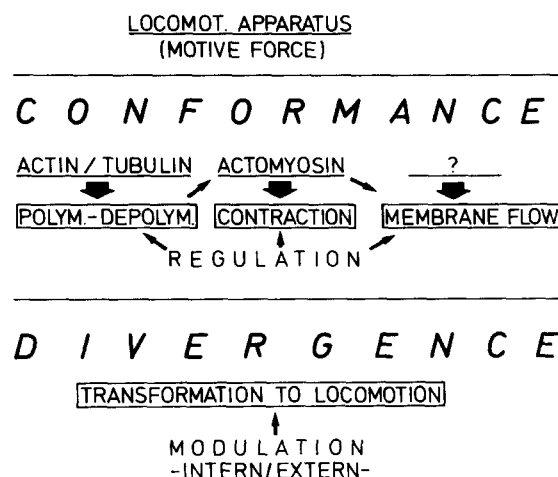 LOCOMOT. APPARATUS
(MOTIVE FORCE)
CONFORMANCE
ACTIN / TUBULIN ACTOMYOSIN ?
POLYM.-DEPOLYM. CONTRACTION MEMBRANE FLOW
REGULATION
DIVERGENCE
TRANSFORMATION TO LOCOMOTION
MODULATION
-INTERN/EXTERN-